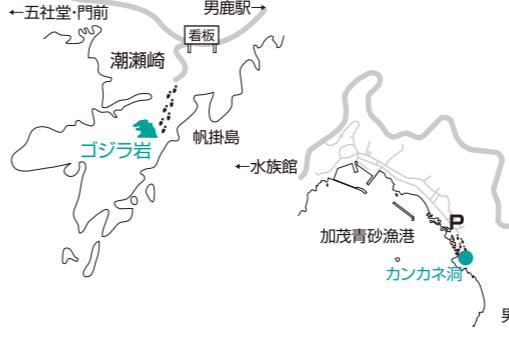 ←五社堂・門前
男鹿駅→
看板
潮瀬崎
帆掛島
ゴジラ岩
←水族館
P
加茂青砂漁港
カンカネ洞